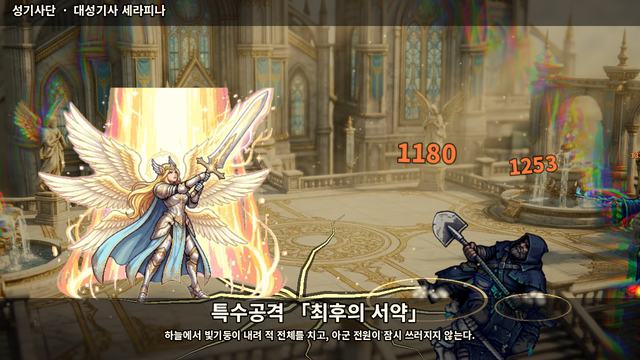 성기사단 · 대성기사 세라피나
1180
1253
특수공격 「최후의 서약」
하늘에서 빛기둥이 내려 적 전체를 치고, 아군 전원이 잠시 쓰러지지 않는다.